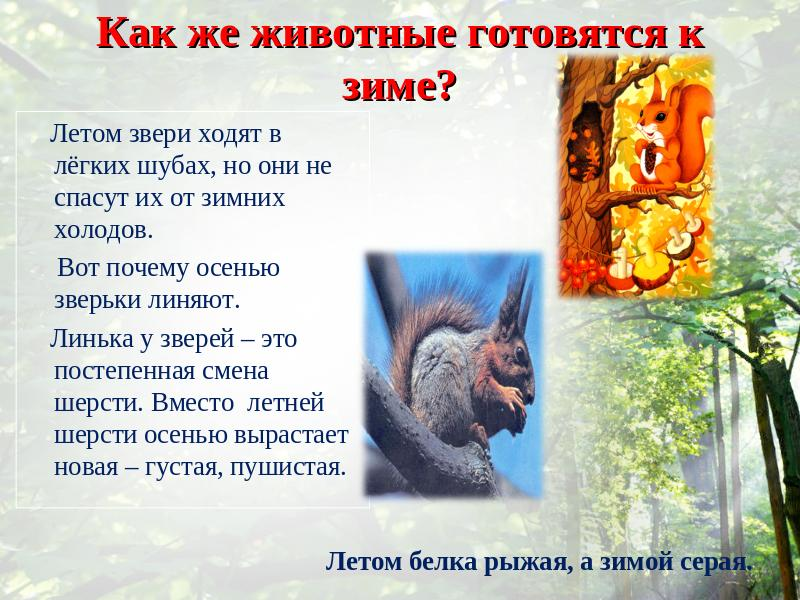 Как же животные готовятся к
зиме?
Летом звери ходят в
лёгких шубах, но они не
спасут их от зимних
холодов.
Вот почему осенью
зверьки линяют.
Линька у зверей – это
постепенная смена
шерсти. Вместо летней
шерсти осенью вырастает
новая – густая, пушистая.
Летом белка рыжая, а зимой серая.